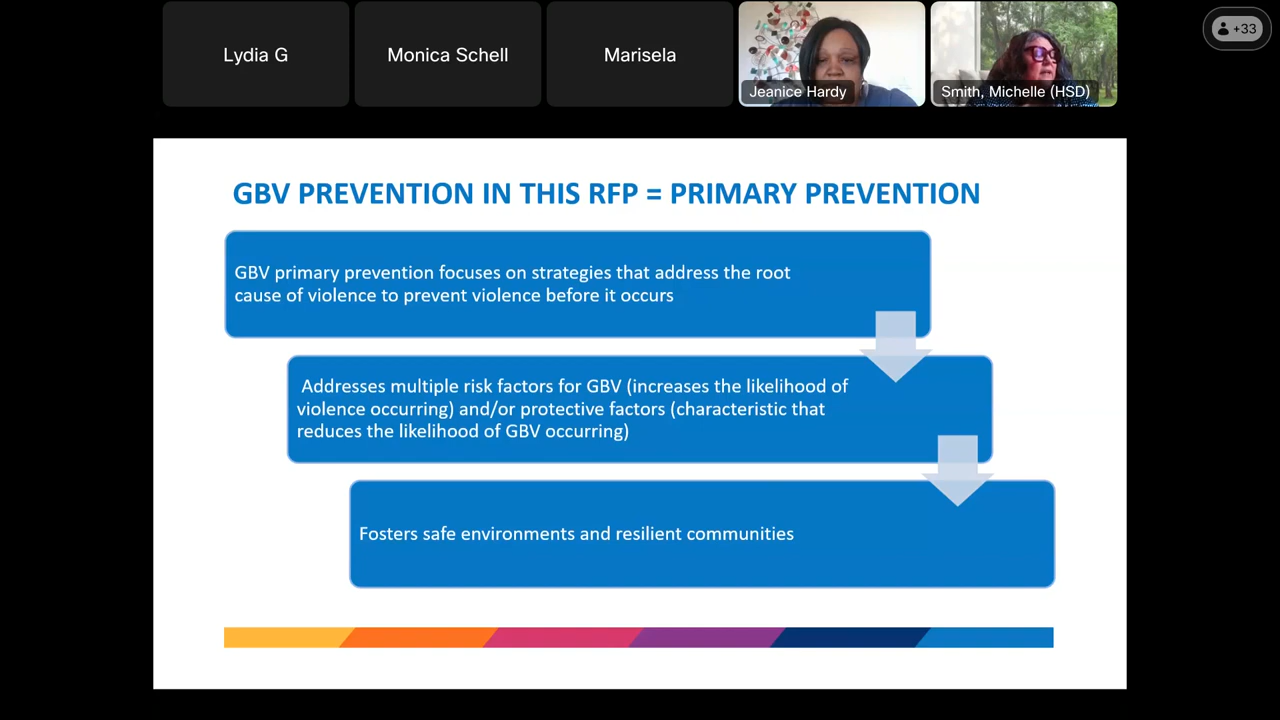 Lydia G
Monica Schell
Marisela
Jeanice Hardy
Smith, Michelle (HSD)
+33
GBV PREVENTION IN THIS RFP = PRIMARY PREVENTION
GBV primary prevention focuses on strategies that address the root
cause of violence to prevent violence before it occurs
Addresses multiple risk factors for GBV (increases the likelihood of
violence occurring) and/or protective factors (characteristic that
reduces the likelihood of GBV occurring)
Fosters safe environments and resilient communities